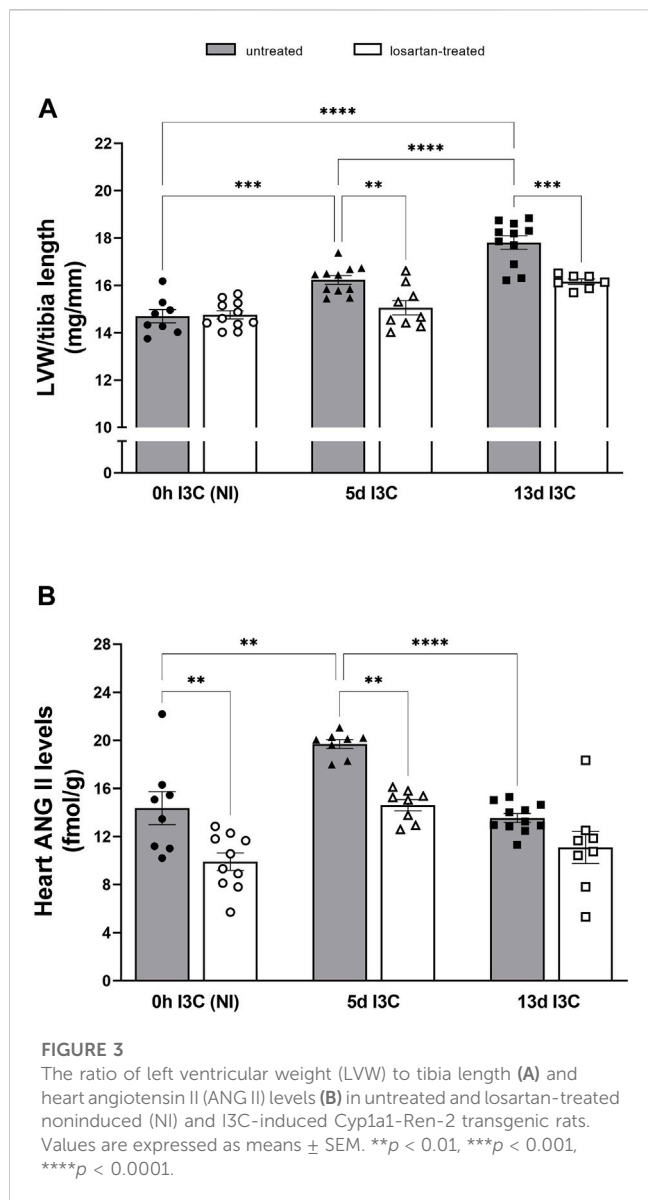 untreated losartan-treated
A
****
****
*** ** ***
22
20
18
16
14
12
10
0
LVW/tibia length
(mg/mm)
0h I3C (NI) 5d I3C 13d I3C
B
** ****
** **
28
24
20
16
12
8
4
0
Heart ANG II levels
(fmol/g)
0h I3C (NI) 5d I3C 13d I3C
FIGURE 3
The ratio of left ventricular weight (LVW) to tibia length (A) and
heart angiotensin II (ANG II) levels (B) in untreated and losartan-treated
noninduced (NI) and I3C-induced Cyp1a1-Ren-2 transgenic rats.
Values are expressed as means ± SEM. **p < 0.01, ***p < 0.001,
****p < 0.0001.